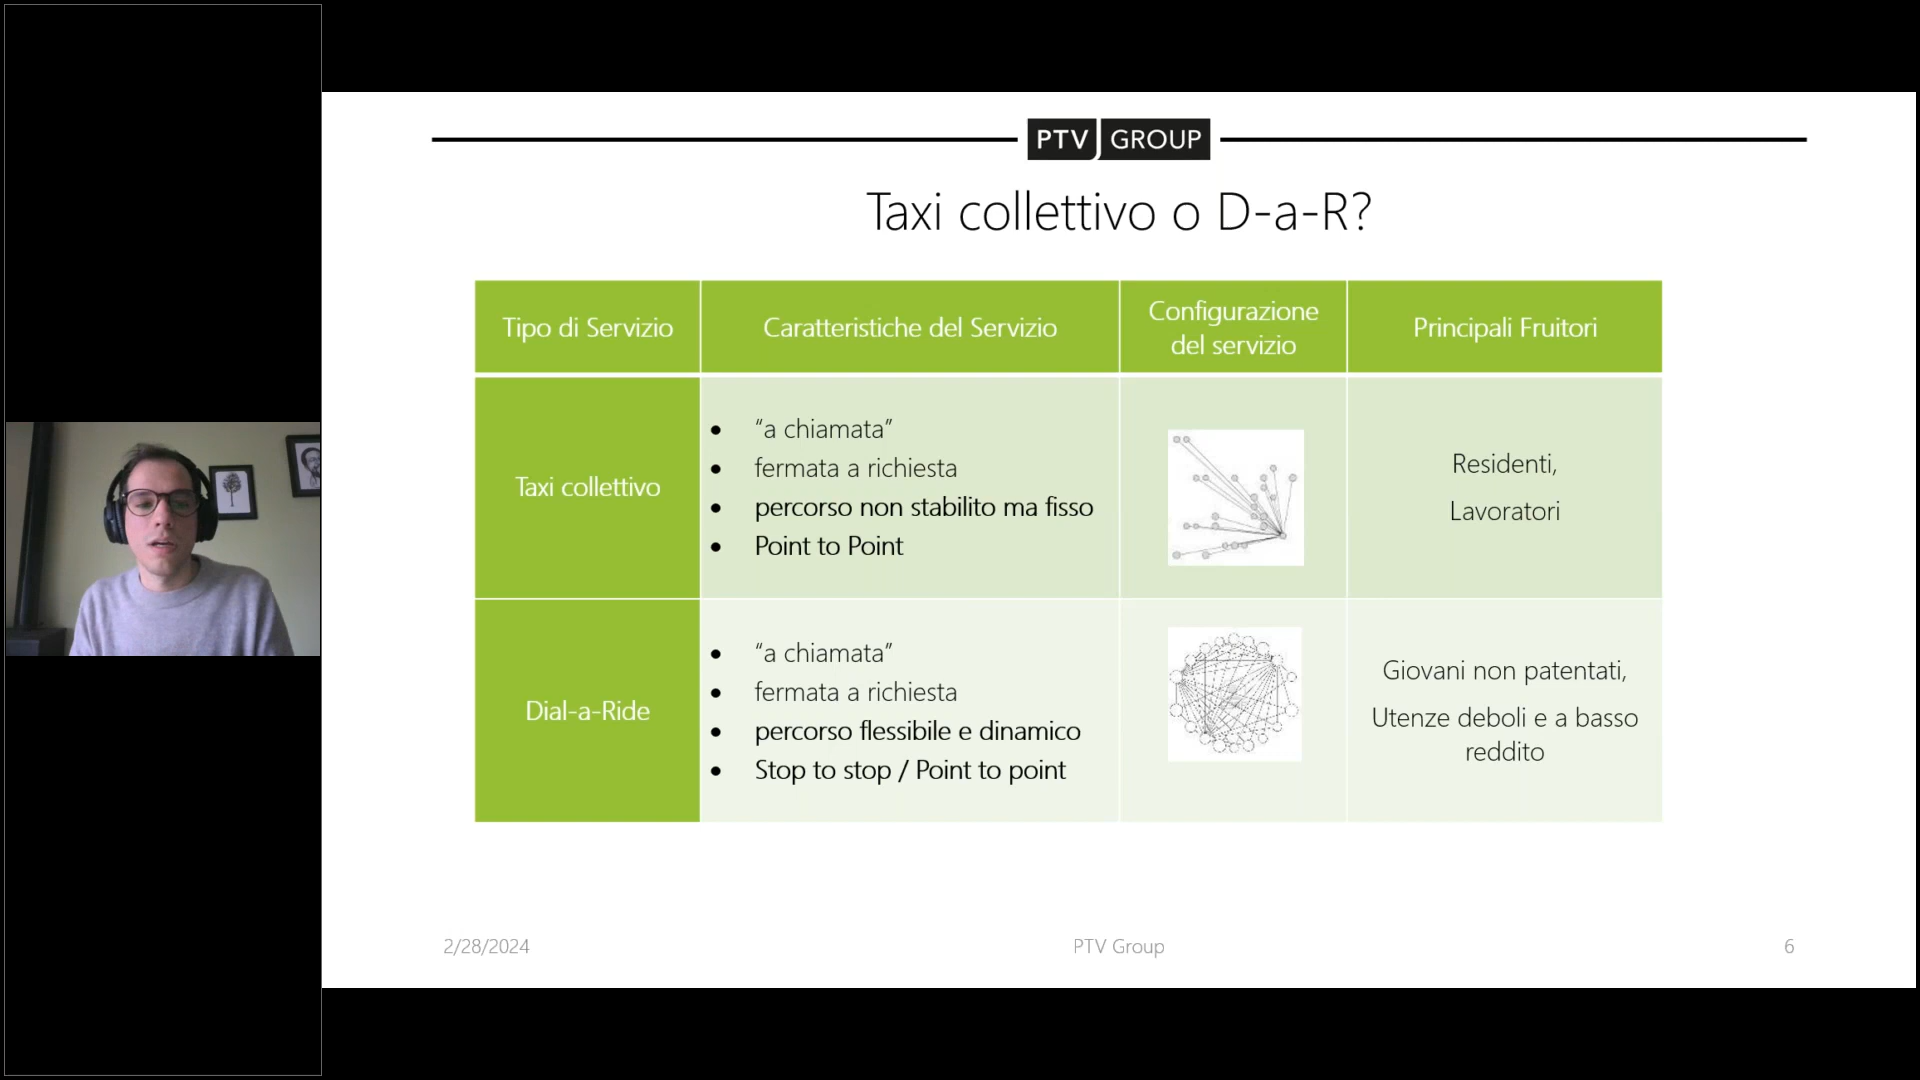 PTV GROUP
Taxi collettivo o D-a-R?
Tipo di Servizio
Caratteristiche del Servizio
Configurazione
del servizio
Principali Fruitori
Taxi collettivo
“a chiamata”
fermata a richiesta
percorso non stabilito ma fisso
Point to Point
Residenti,
Lavoratori
Dial-a-Ride
“a chiamata”
fermata a richiesta
percorso flessibile e dinamico
Stop to stop / Point to point
Giovani non patentati,
Utenze deboli e a basso
reddito
2/28/2024
PTV Group
6